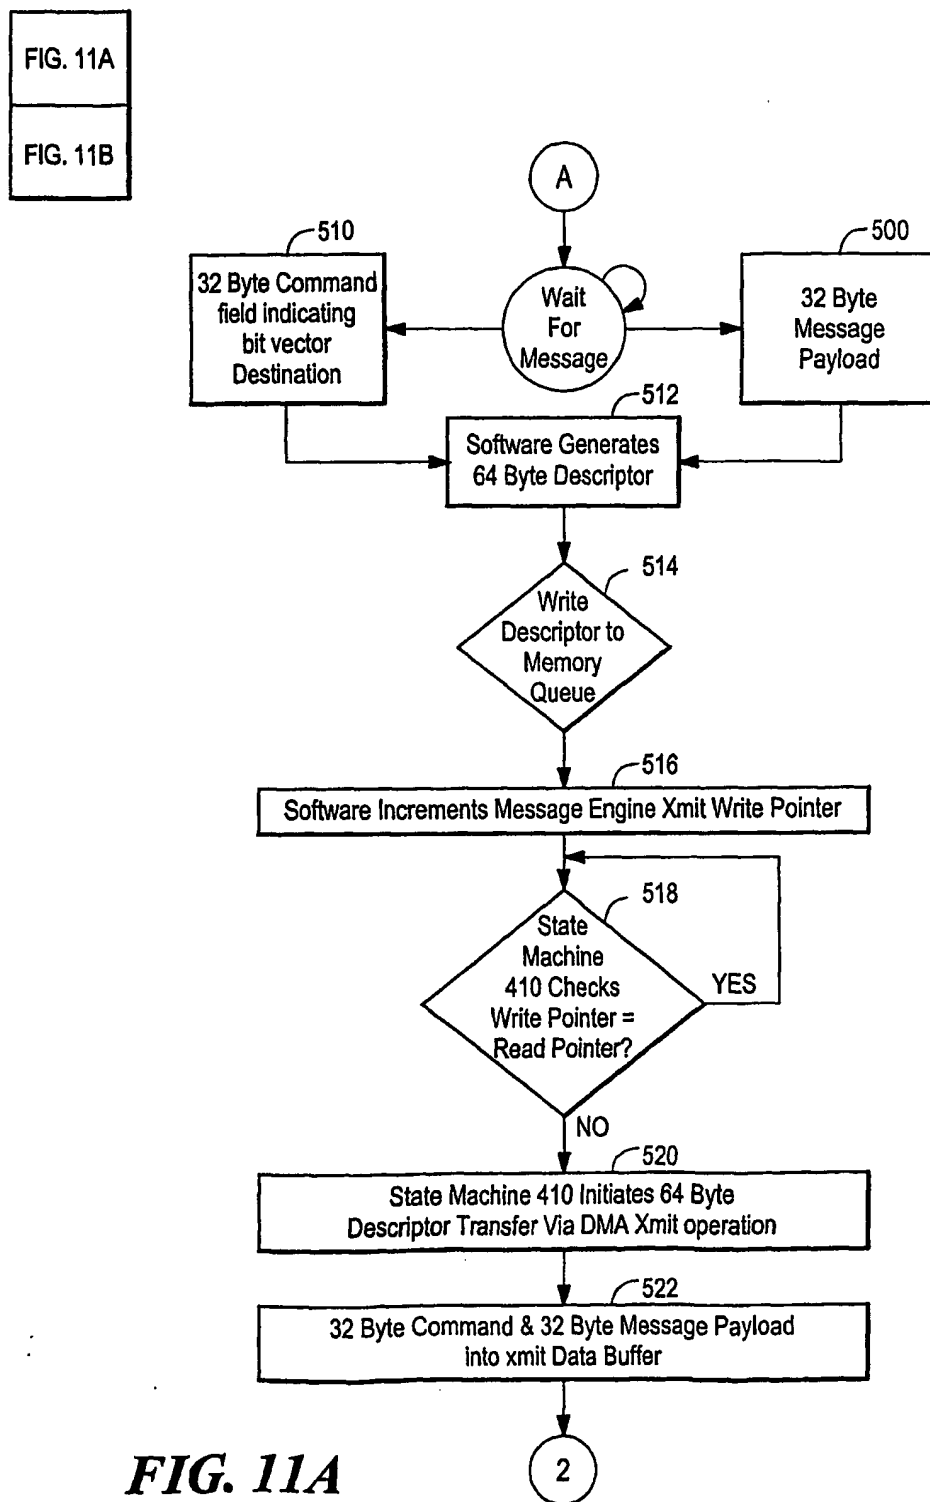 FIG. 11A
FIG. 11B
A
510
500
32 Byte Command
field indicating
bit vector
Destination
Wait
For
Message
32 Byte
Message
Payload
512
Software Generates
64 Byte Descriptor
514
Write
Descriptor to
Memory
Queue
516
Software Increments Message Engine Xmit Write Pointer
518
State
Machine
410 Checks
Write Pointer =
Read Pointer?
YES
NO
520
State Machine 410 Initiates 64 Byte
Descriptor Transfer Via DMA Xmit operation
522
32 Byte Command & 32 Byte Message Payload
into xmit Data Buffer
2
FIG. 11A